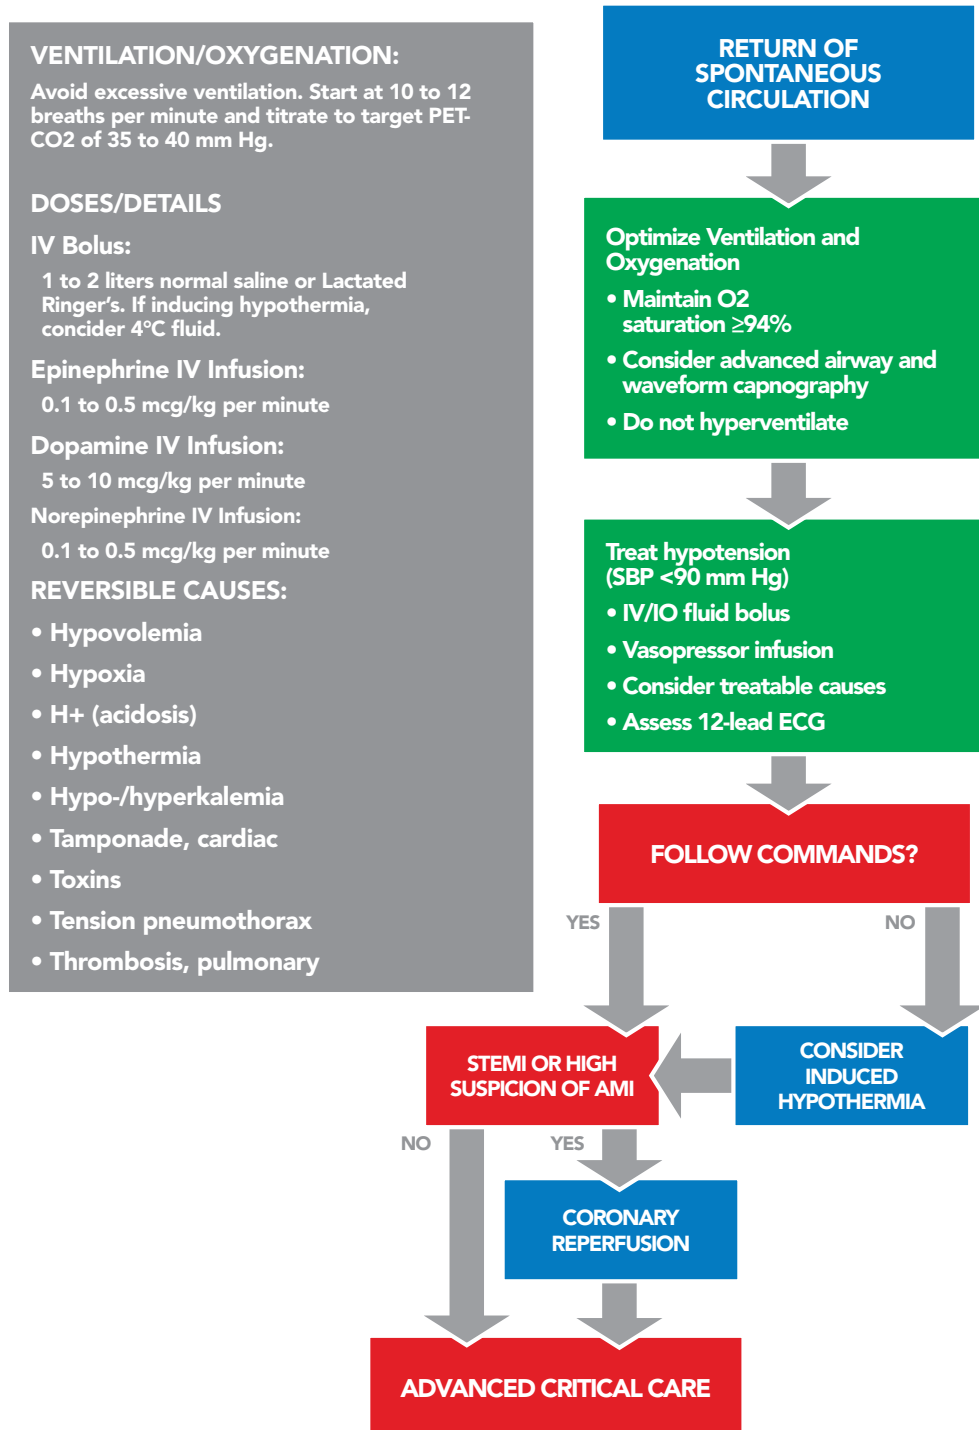 VENTILATION/OXYGENATION:
Avoid excessive ventilation. Start at 10 to 12
breaths per minute and titrate to target PET-
CO2 of 35 to 40 mm Hg.
DOSES/DETAILS
IV Bolus:
1 to 2 liters normal saline or Lactated
Ringer's. If inducing hypothermia,
concider 4°C fluid.
Epinephrine IV Infusion:
0.1 to 0.5 mcg/kg per minute
Dopamine IV Infusion:
5 to 10 mcg/kg per minute
Norepinephrine IV Infusion:
0.1 to 0.5 mcg/kg per minute
REVERSIBLE CAUSES:
• Hypovolemia
• Hypoxia
• H+ (acidosis)
• Hypothermia
• Hypo-/hyperkalemia
• Tamponade, cardiac
• Toxins
• Tension pneumothorax
• Thrombosis, pulmonary
RETURN OF
SPONTANEOUS
CIRCULATION
Optimize Ventilation and
Oxygenation
• Maintain O2
saturation ≥94%
• Consider advanced airway and
waveform capnography
• Do not hyperventilate
Treat hypotension
(SBP <90 mm Hg)
• IV/IO fluid bolus
• Vasopressor infusion
• Consider treatable causes
• Assess 12-lead ECG
FOLLOW COMMANDS?
YES
NO
STEMI OR HIGH
SUSPICION OF AMI
CONSIDER
INDUCED
HYPOTHERMIA
NO
YES
CORONARY
REPERFUSION
ADVANCED CRITICAL CARE